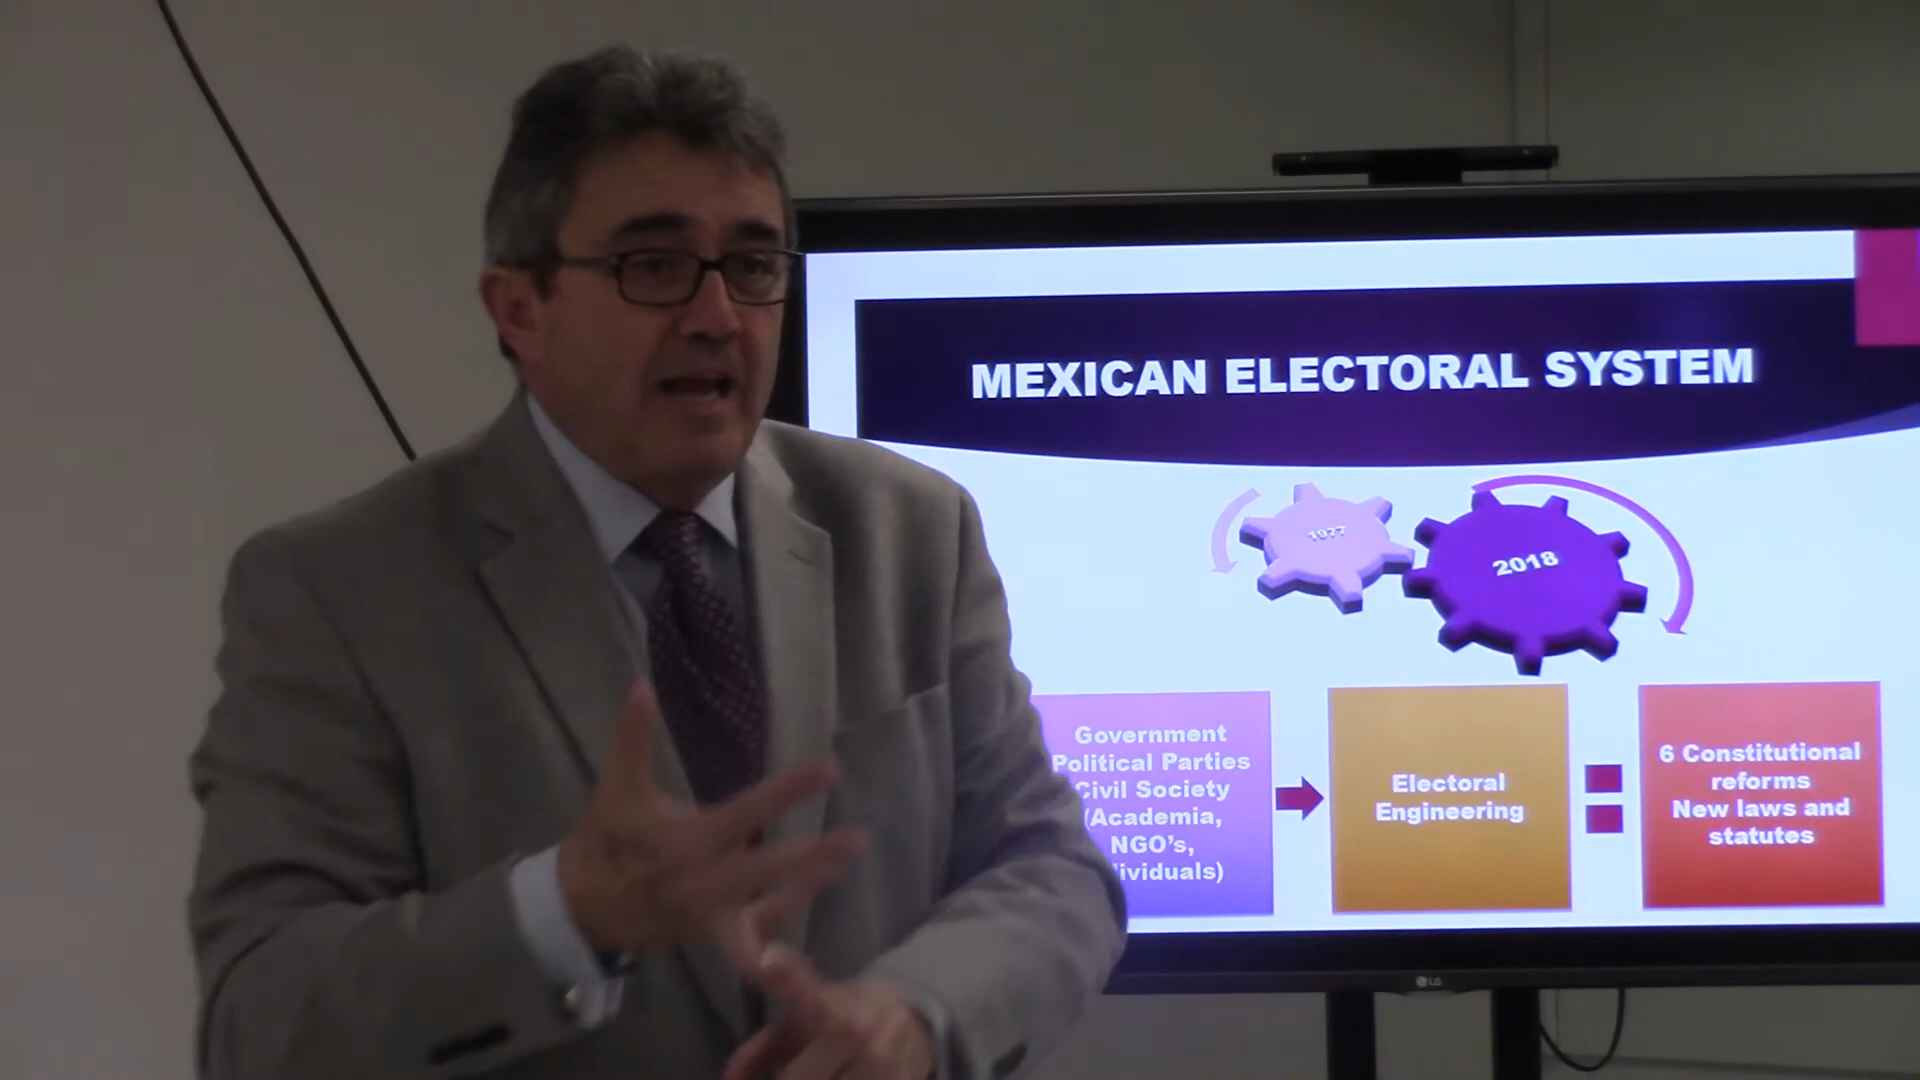 MEXICAN ELECTORAL SYSTEM
1977
2018
Government
Political Parties
Civil Society
(Academia,
NGO's,
ividuals)
Electoral
Engineering
6 Constitutional
reforms
New laws and
statutes
LG